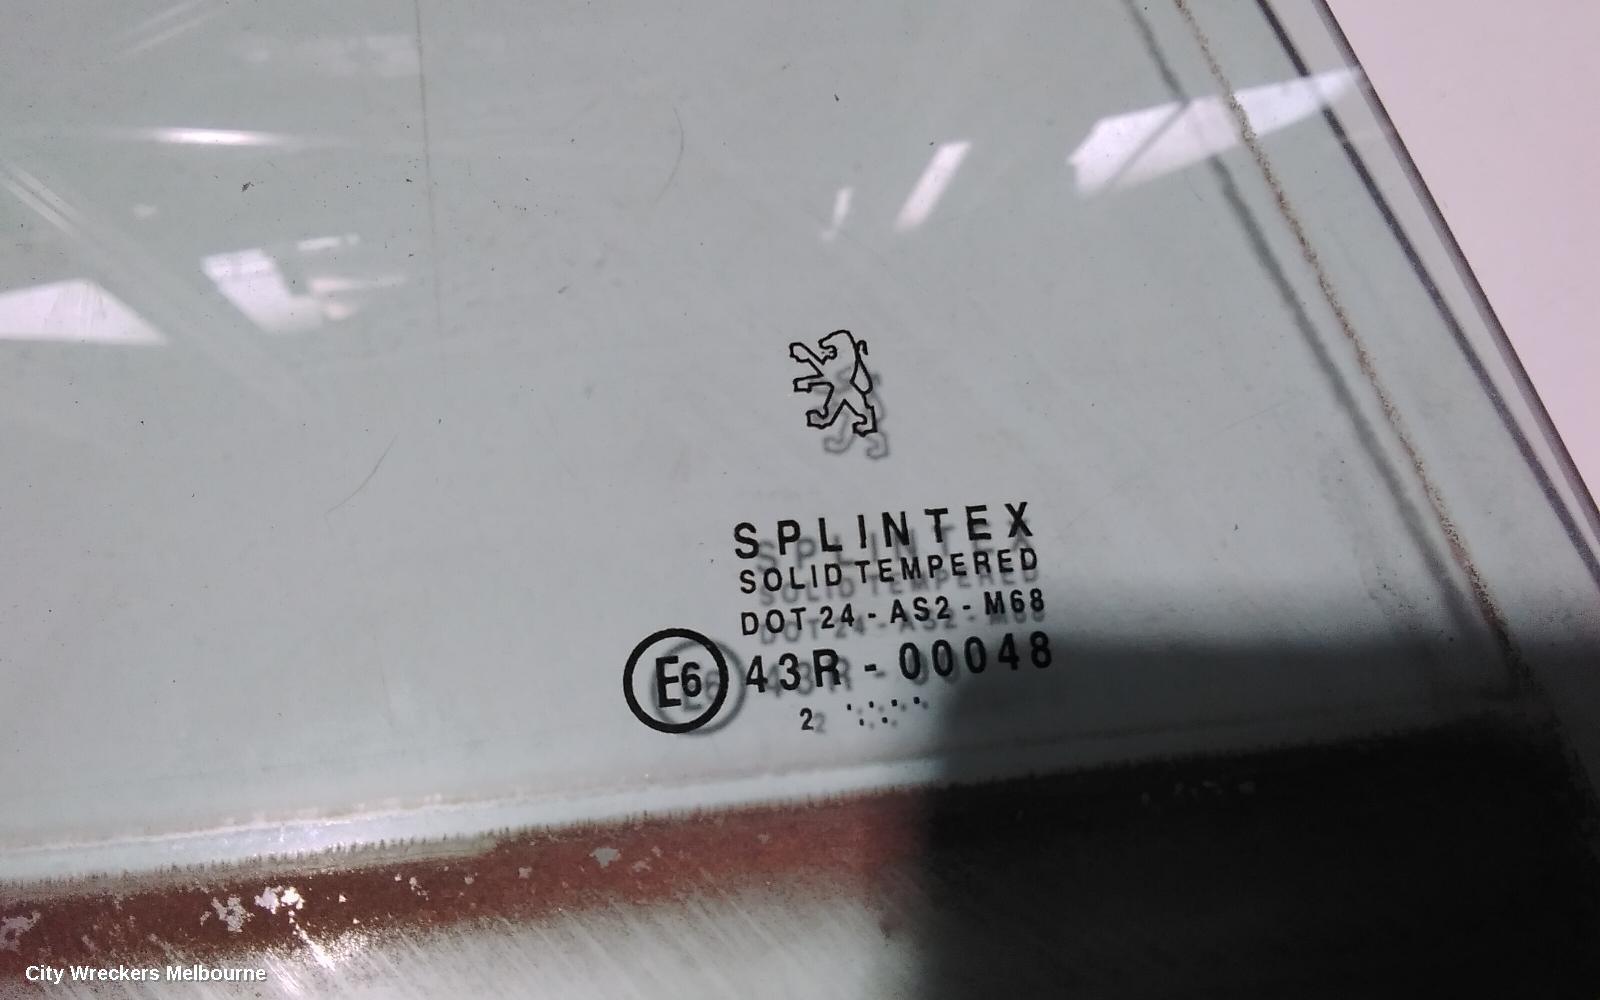 SPLINTEX
SOLID TEMPERED
DOT 24 - AS2 - M68
E6 43R - 00048
2
City Wreckers Melbourne